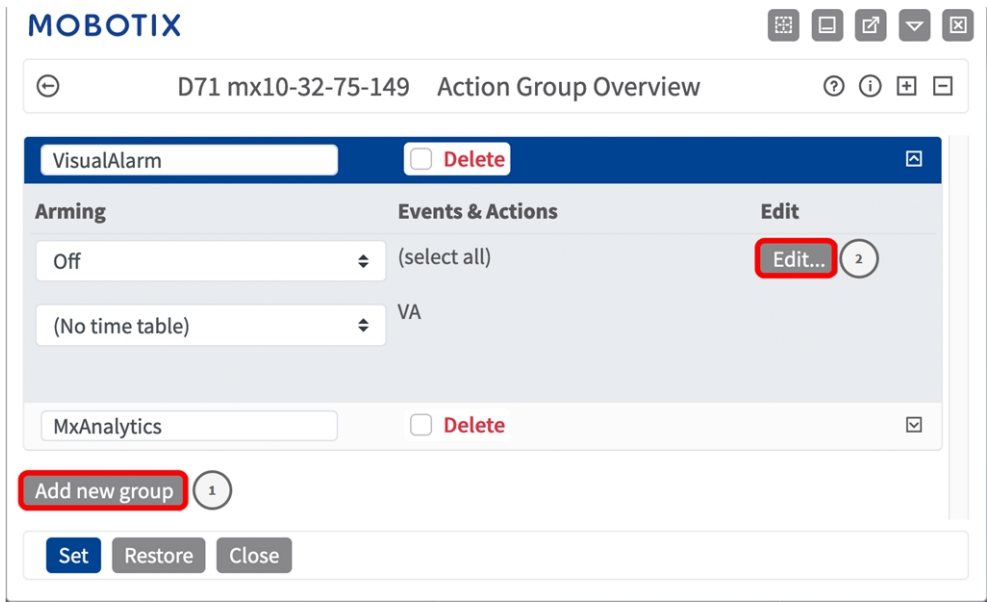 MOBOTIX
D71 mx10-32-75-149 Action Group Overview
VisualAlarm Delete
Arming Events & Actions Edit
Off (select all) Edit... 2
(No time table) VA
MxAnalytics Delete
Add new group 1
Set Restore Close